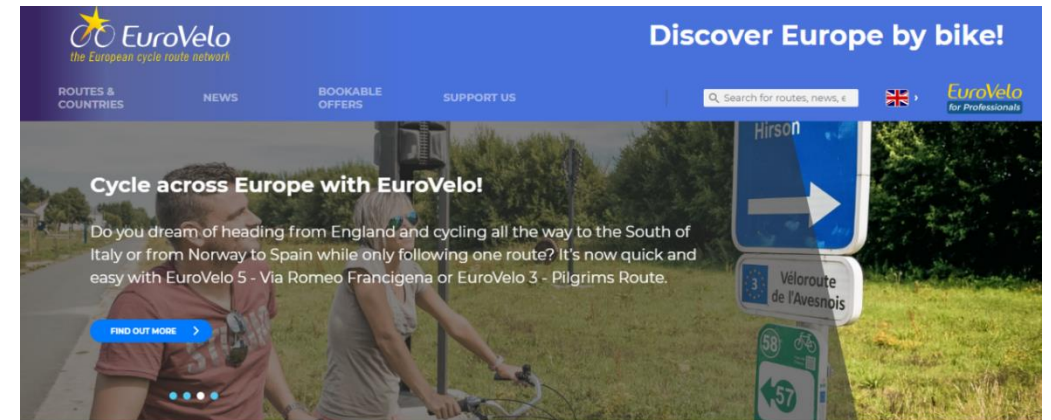 EuroVelo
the European cycle route network
Discover Europe by bike!
ROUTES &
COUNTRIES
NEWS
BOOKABLE
OFFERS
SUPPORT US
Search for routes, news, e
EuroVelo
for Professionals
Cycle across Europe with EuroVelo!
Do you dream of heading from England and cycling all the way to the South of
Italy or from Norway to Spain while only following one route? It's now quick and
easy with EuroVelo 5 - Via Romeo Francigena or EuroVelo 3 - Pilgrims Route.
FIND OUT MORE
Hirson
3
Véloroute
de l'Avesnois
58
57